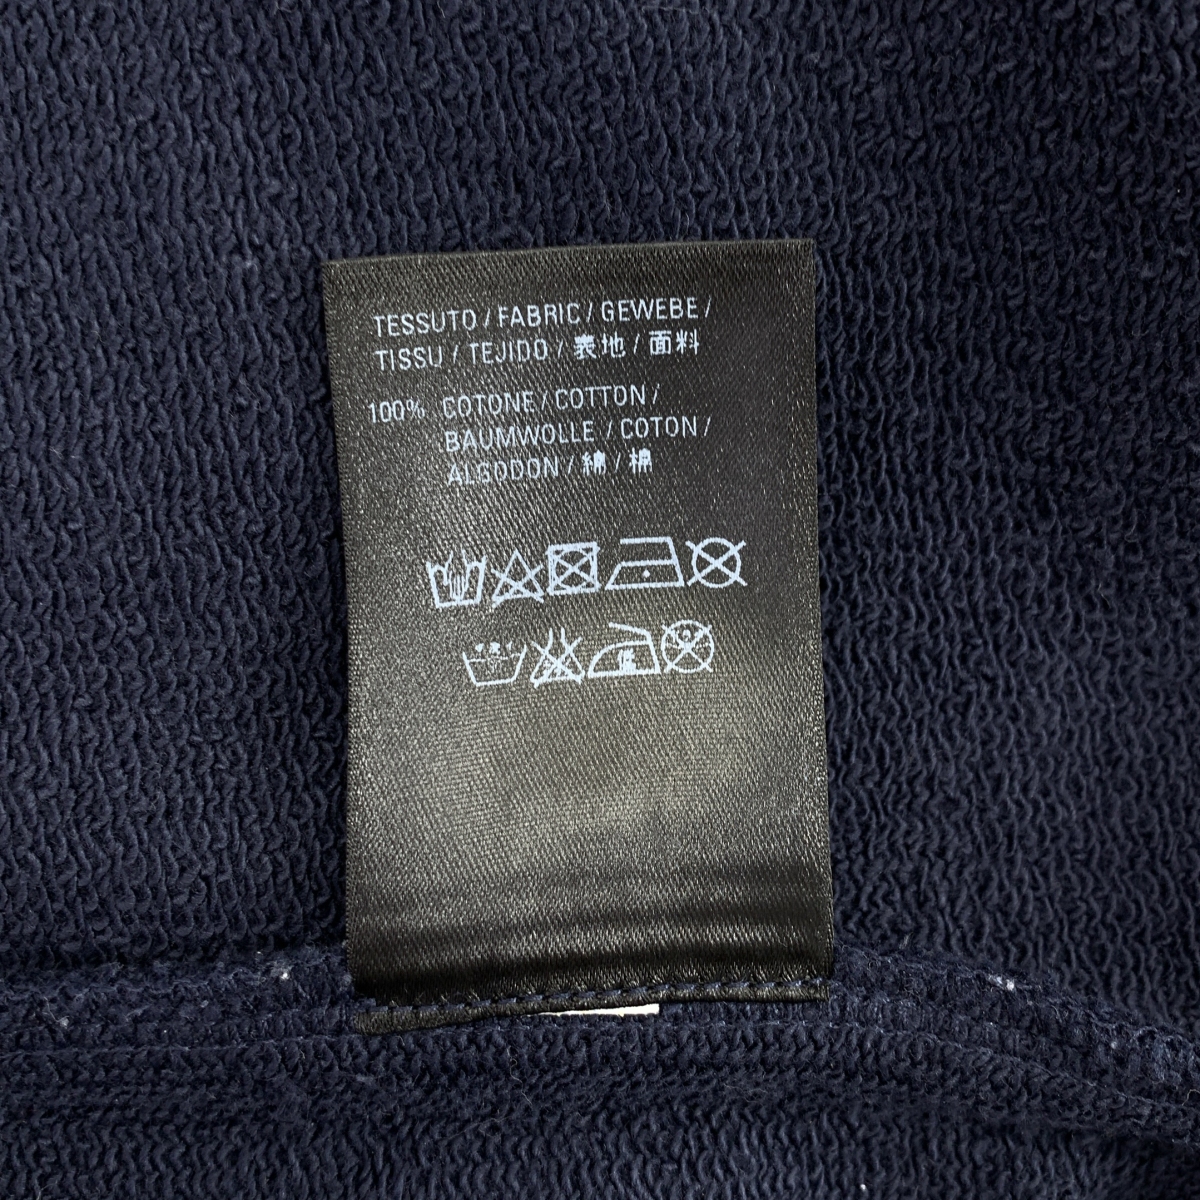 TESSUTO / FABRIC / GEWEBE /
TISSU / TEJIDO / 表地 / 面料
100% COTONE / COTTON /
BAUMWOLLE / COTON /
ALGODON / 綿 / 棉